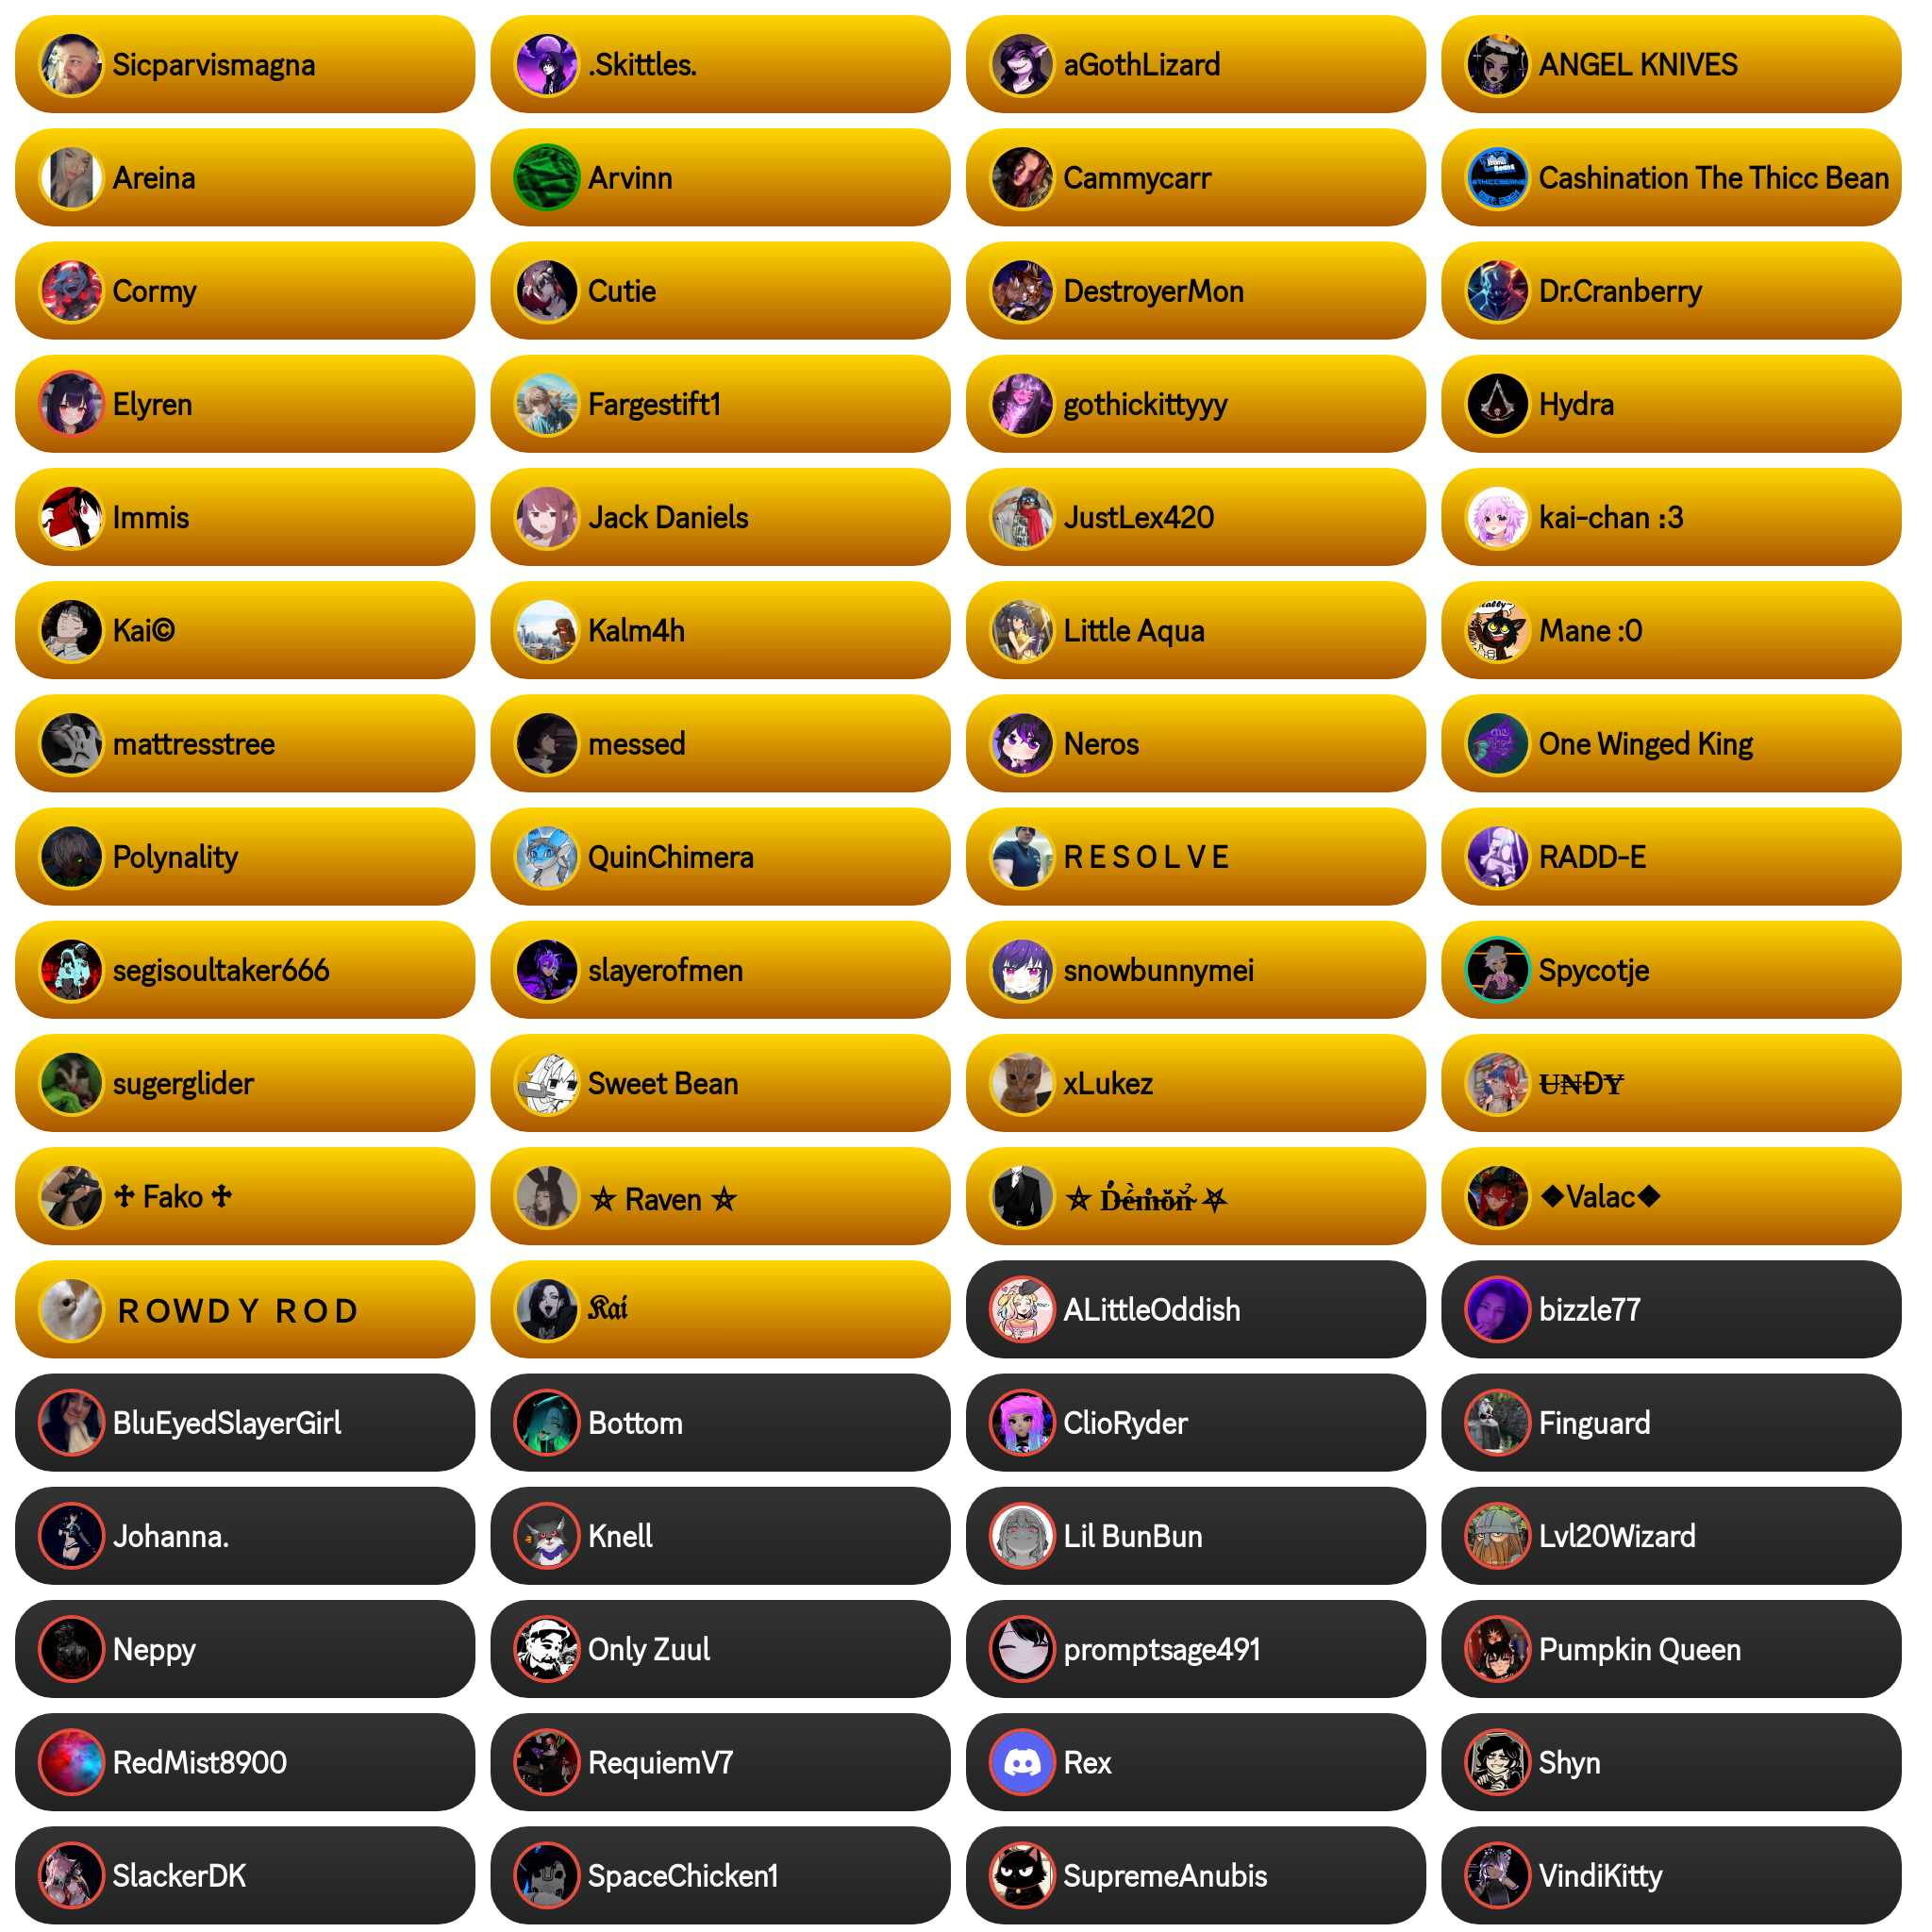 Sicparvismagna
.Skittles.
aGothLizard
ANGEL KNIVES
Areina
Arvinn
Cammycarr
Cashination The Thicc Bean
Cormy
Cutie
DestroyerMon
Dr.Cranberry
Elyren
Fargestift1
gothickittyyy
Hydra
Immis
Jack Daniels
JustLex420
kai-chan :3
Kai©
Kalm4h
Little Aqua
Mane :0
mattresstree
messed
Neros
One Winged King
Polynality
QuinChimera
R E S O L V E
RADD-E
segisoultaker666
slayerofmen
snowbunnymei
Spycotje
sugerglider
Sweet Bean
xLukez
U̶N̶ĐY̶
♱ Fako ♱
⛤ Raven ⛤
⛤ D̶é̶m̶o̶n̶ ⛧
❖Valac❖
ＲＯＷＤＹ ＲＯＤ
𝕶𝖆𝖎
ALittleOddish
bizzle77
BluEyedSlayerGirl
Bottom
ClioRyder
Finguard
Johanna.
Knell
Lil BunBun
Lvl20Wizard
Neppy
Only Zuul
promptsage491
Pumpkin Queen
RedMist8900
RequiemV7
Rex
Shyn
SlackerDK
SpaceChicken1
SupremeAnubis
VindiKitty